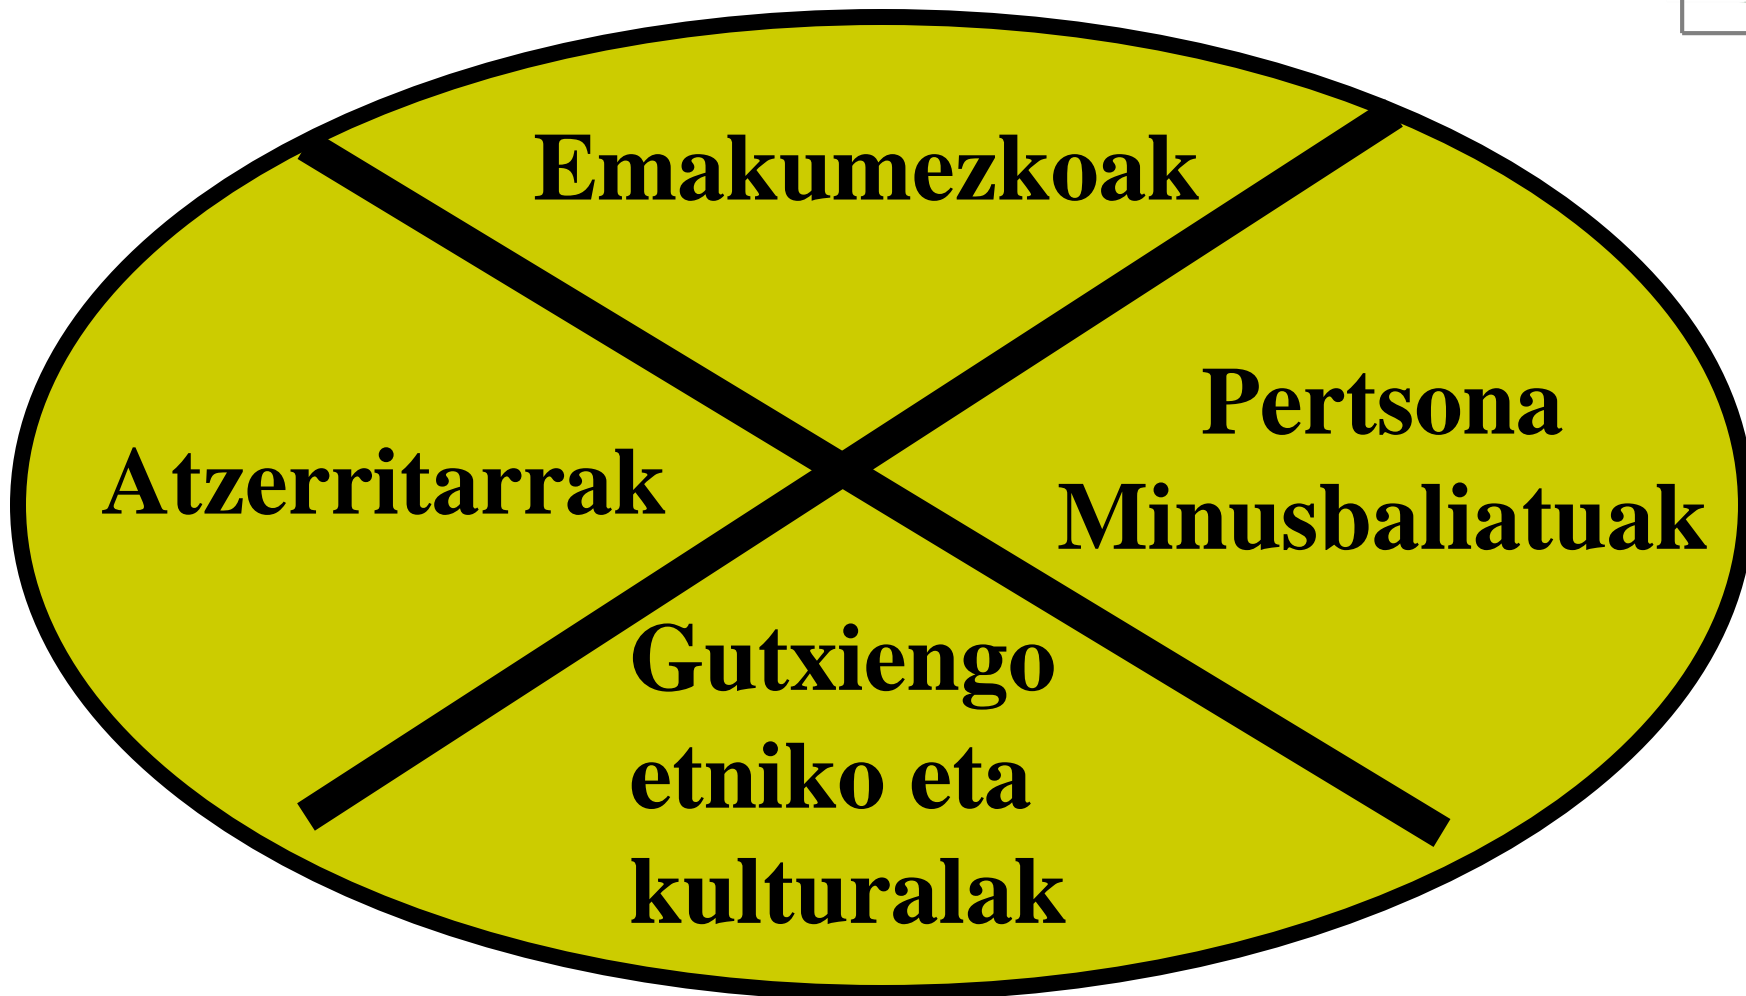 Emakumezkoak
Atzerritarrak
Pertsona
Minusbaliatuak
Gutxiengo
etniko eta
kulturalak